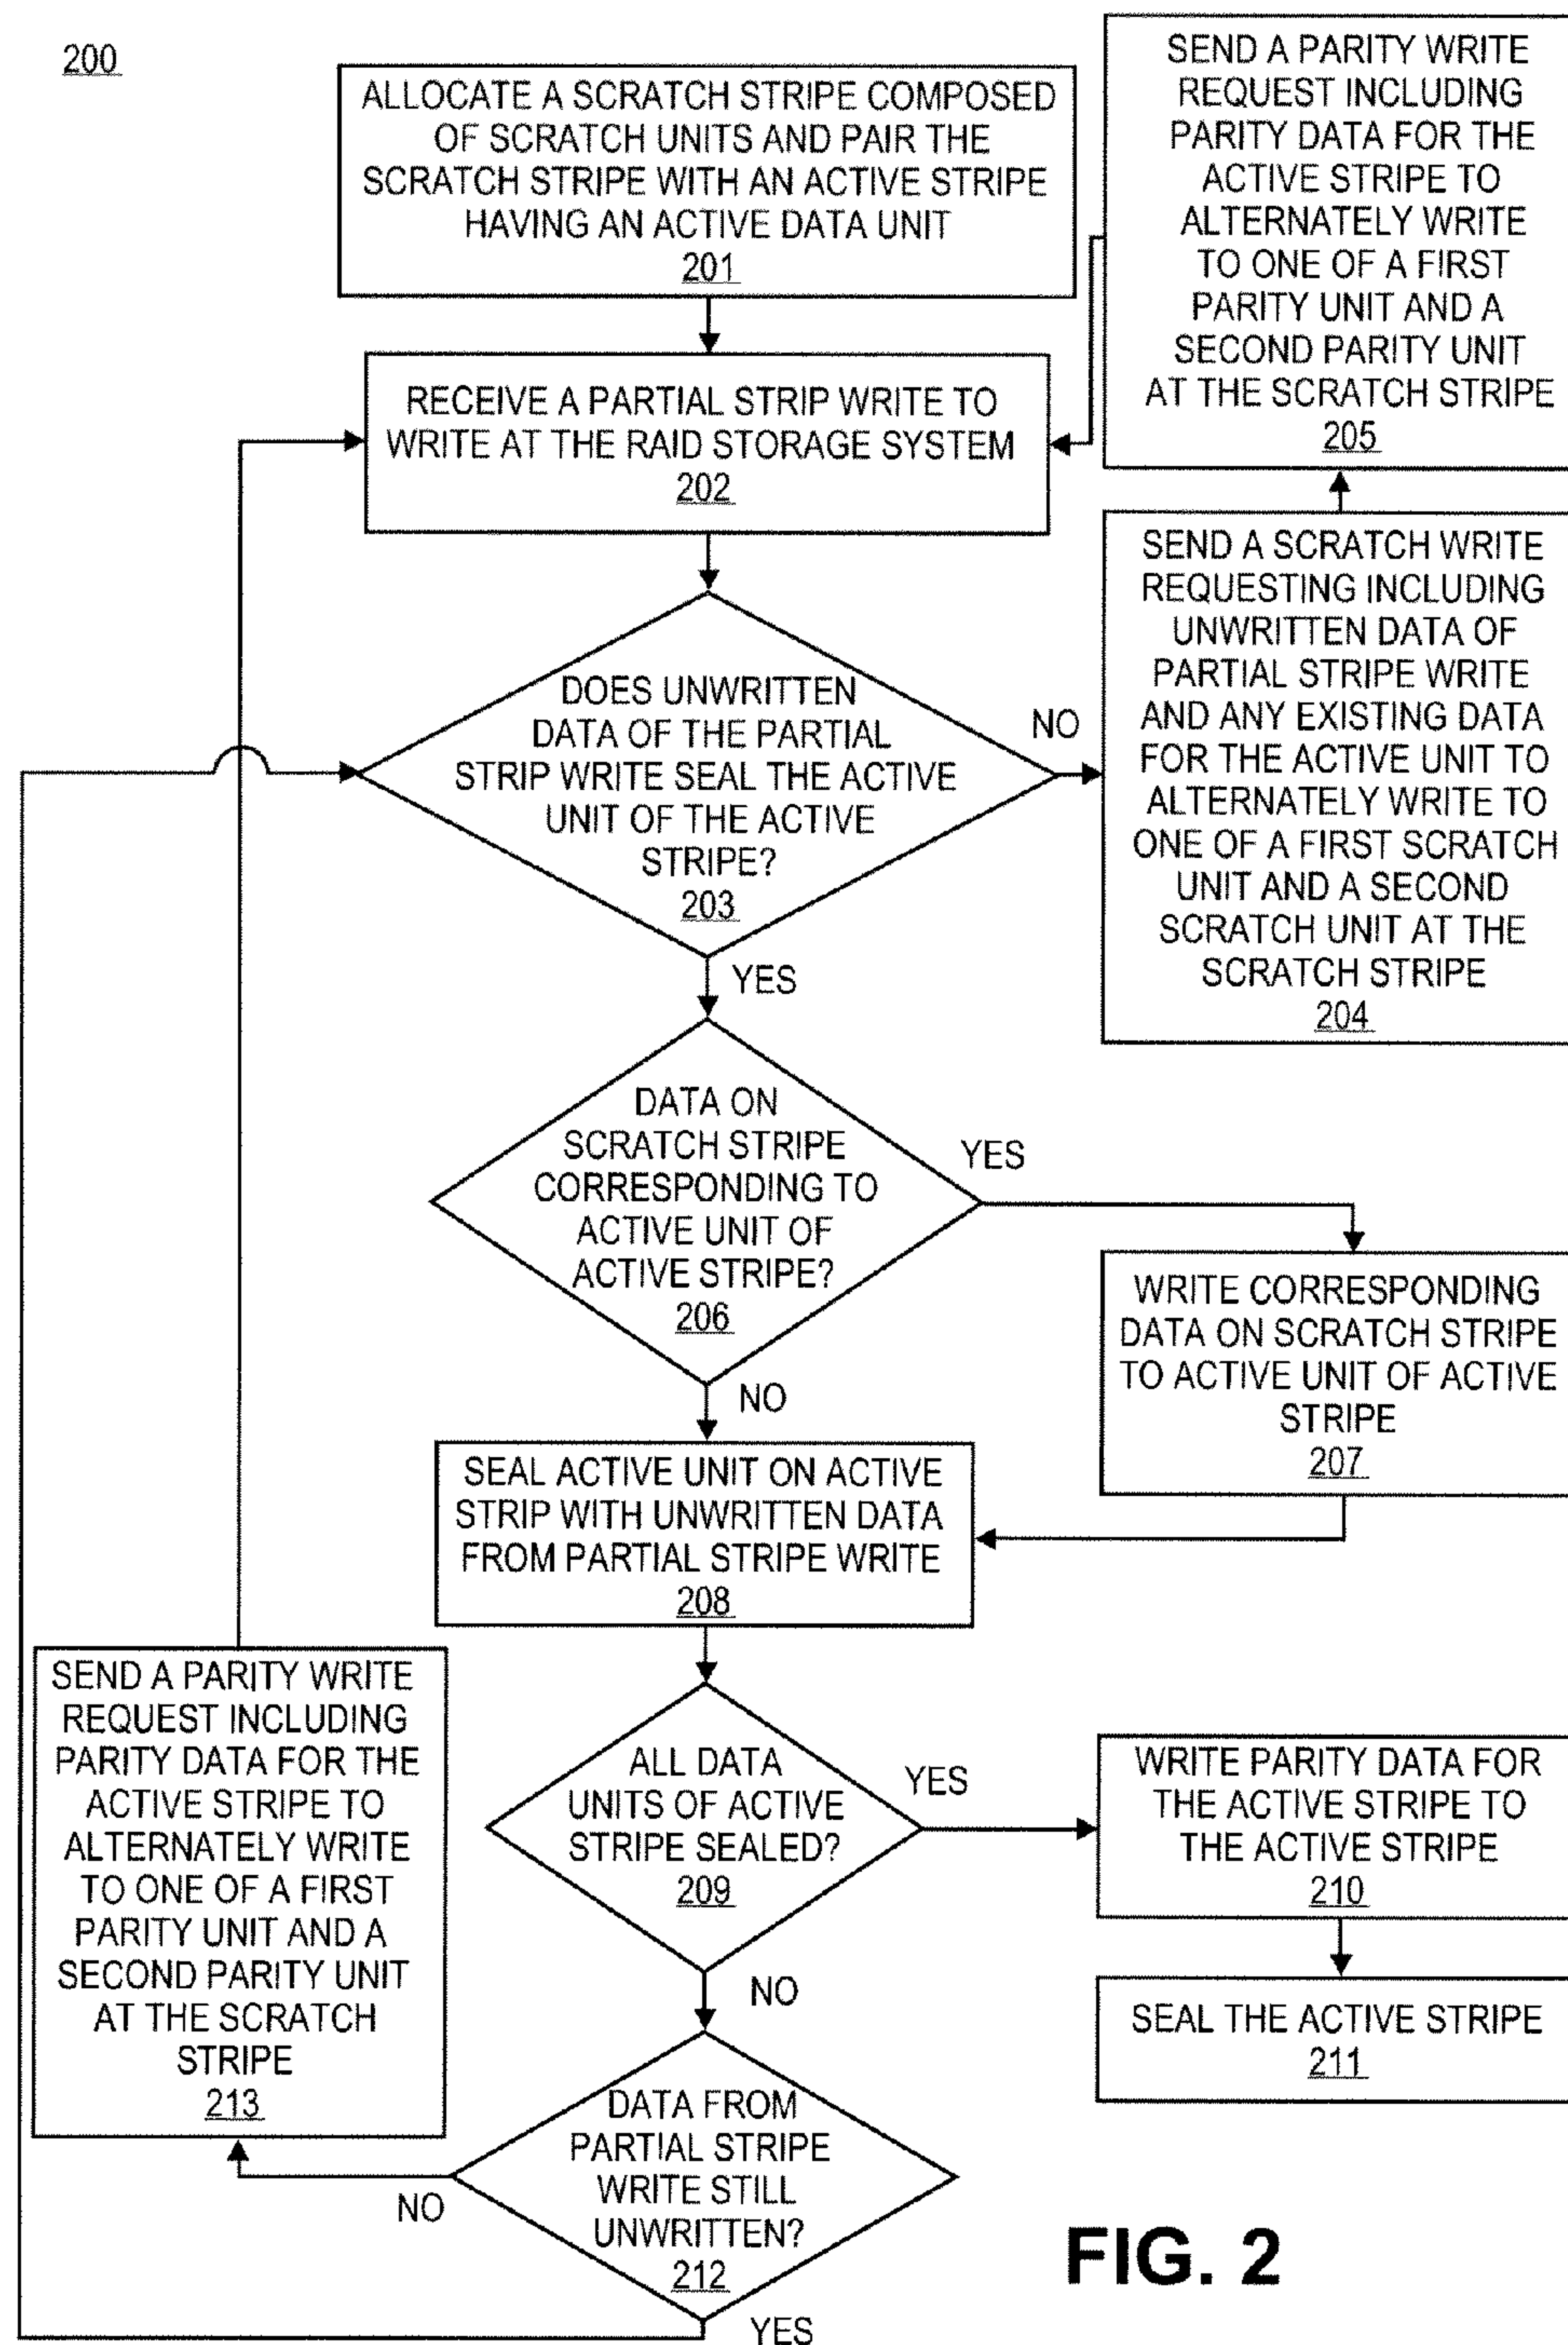 200
ALLOCATE A SCRATCH STRIPE COMPOSED
OF SCRATCH UNITS AND PAIR THE
SCRATCH STRIPE WITH AN ACTIVE STRIPE
HAVING AN ACTIVE DATA UNIT
201
RECEIVE A PARTIAL STRIP WRITE TO
WRITE AT THE RAID STORAGE SYSTEM
202
DOES UNWRITTEN
DATA OF THE PARTIAL
STRIP WRITE SEAL THE ACTIVE
UNIT OF THE ACTIVE
STRIPE?
203
NO
YES
SEND A SCRATCH WRITE
REQUESTING INCLUDING
UNWRITTEN DATA OF
PARTIAL STRIPE WRITE
AND ANY EXISTING DATA
FOR THE ACTIVE UNIT TO
ALTERNATELY WRITE TO
ONE OF A FIRST SCRATCH
UNIT AND A SECOND
SCRATCH UNIT AT THE
SCRATCH STRIPE
204
SEND A PARITY WRITE
REQUEST INCLUDING
PARITY DATA FOR THE
ACTIVE STRIPE TO
ALTERNATELY WRITE
TO ONE OF A FIRST
PARITY UNIT AND A
SECOND PARITY UNIT
AT THE SCRATCH STRIPE
205
DATA ON
SCRATCH STRIPE
CORRESPONDING TO
ACTIVE UNIT OF
ACTIVE STRIPE?
206
YES
NO
WRITE CORRESPONDING
DATA ON SCRATCH STRIPE
TO ACTIVE UNIT OF ACTIVE
STRIPE
207
SEAL ACTIVE UNIT ON ACTIVE
STRIP WITH UNWRITTEN DATA
FROM PARTIAL STRIPE WRITE
208
ALL DATA
UNITS OF ACTIVE
STRIPE SEALED?
209
YES
NO
WRITE PARITY DATA FOR
THE ACTIVE STRIPE TO
THE ACTIVE STRIPE
210
SEAL THE ACTIVE STRIPE
211
DATA FROM
PARTIAL STRIPE
WRITE STILL
UNWRITTEN?
212
NO
YES
SEND A PARITY WRITE
REQUEST INCLUDING
PARITY DATA FOR THE
ACTIVE STRIPE TO
ALTERNATELY WRITE
TO ONE OF A FIRST
PARITY UNIT AND A
SECOND PARITY UNIT
AT THE SCRATCH
STRIPE
213
FIG. 2